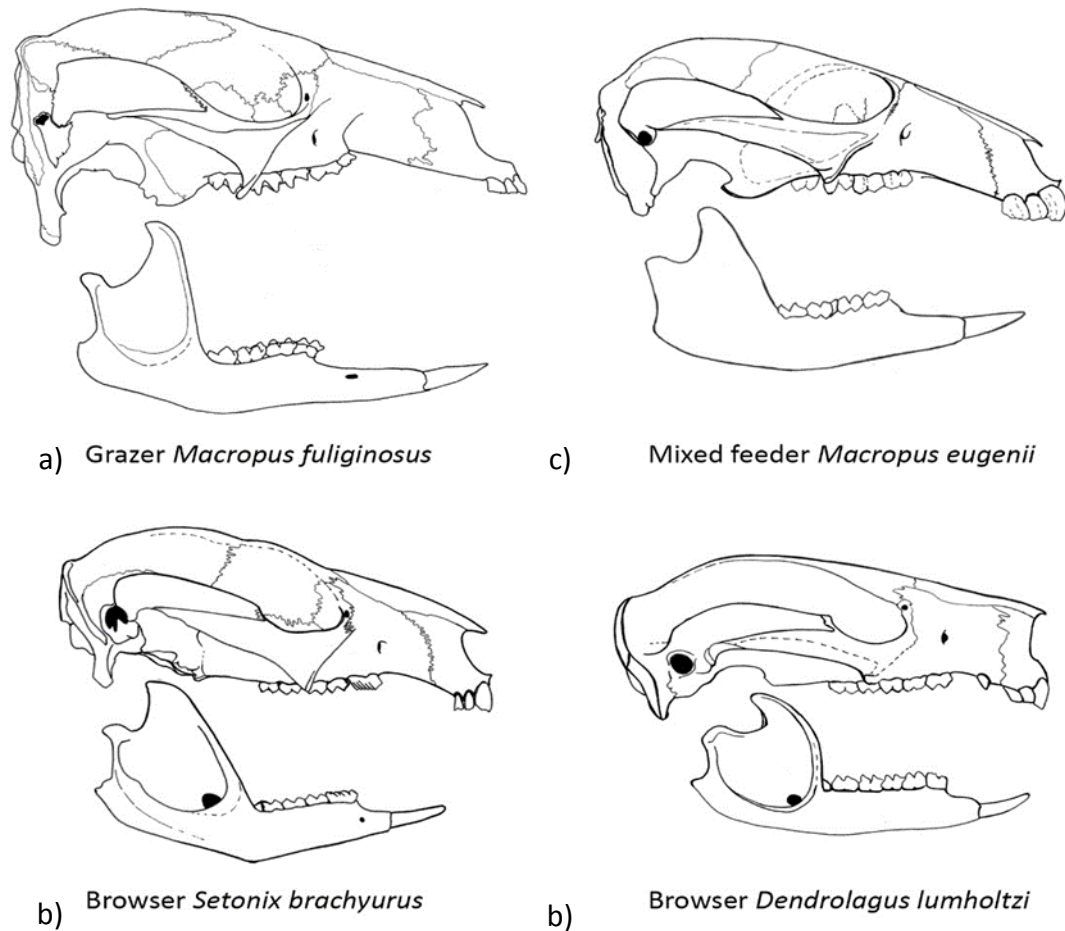 a) Grazer Macropus fuliginosus
c) Mixed feeder Macropus eugenii
b) Browser Setonix brachyurus
b) Browser Dendrolagus lumholtzi